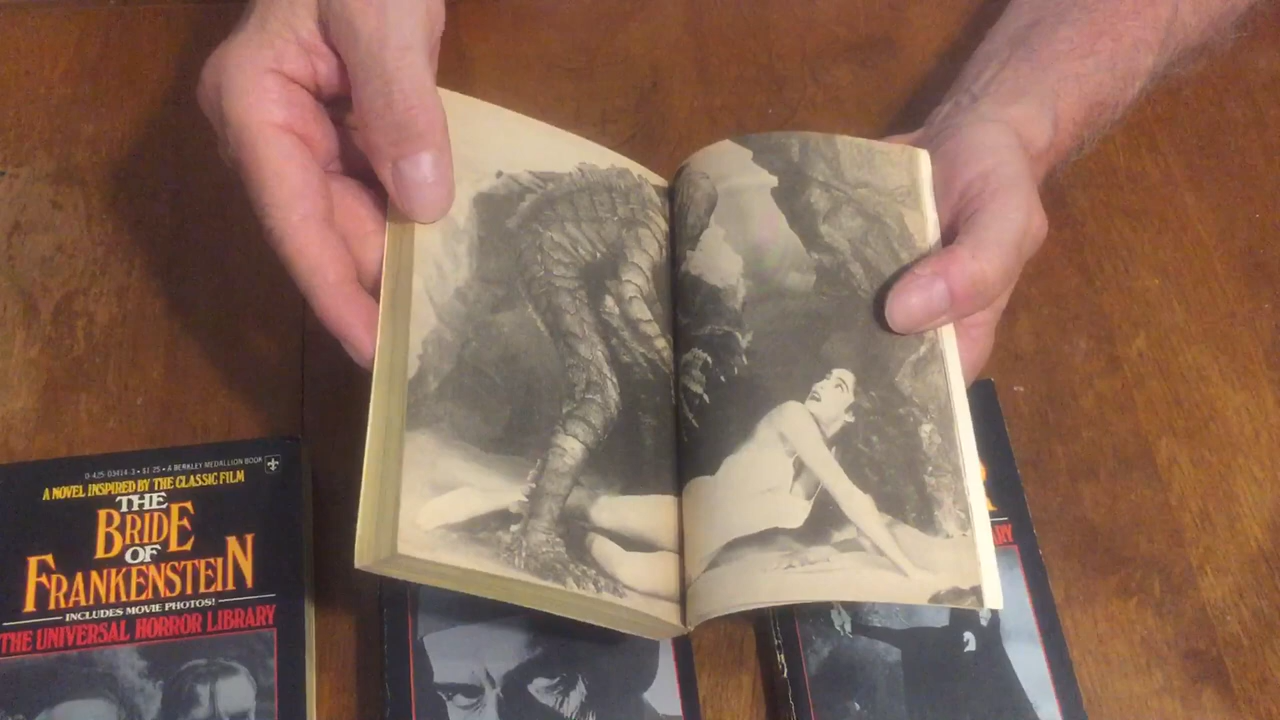 0-425-03414-3 • $1.25 • A BERKLEY MEDALLION BOOK
A NOVEL INSPIRED BY THE CLASSIC FILM
THE
BRIDE
OF
FRANKENSTEIN
INCLUDES MOVIE PHOTOS!
THE UNIVERSAL HORROR LIBRARY